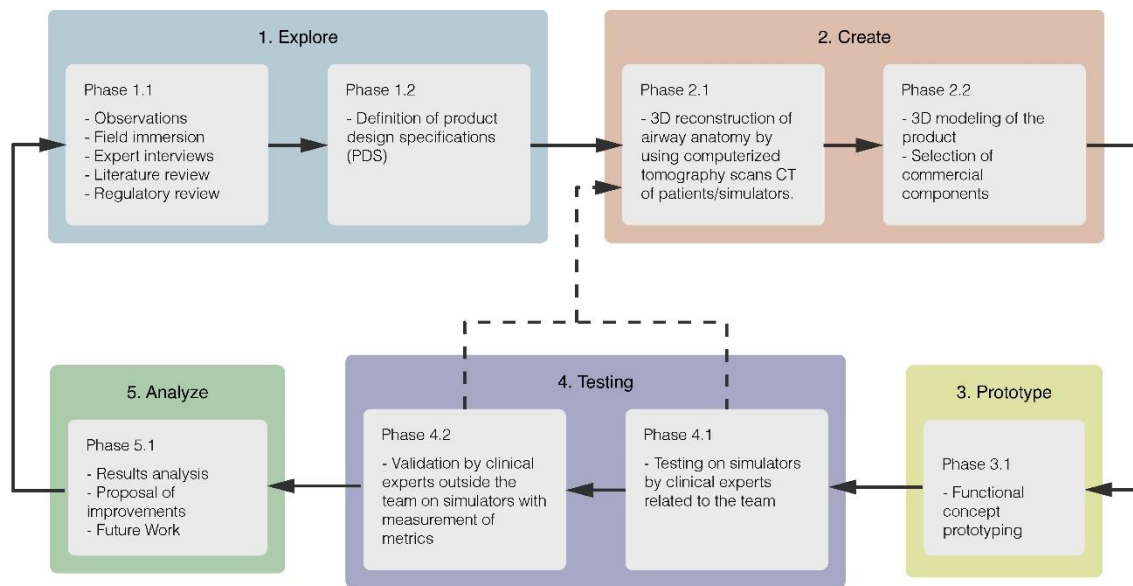 1. Explore
Phase 1.1
- Observations
- Field immersion
- Expert interviews
- Literature review
- Regulatory review
Phase 1.2
- Definition of product
design specifications
(PDS)
2. Create
Phase 2.1
- 3D reconstruction of
airway anatomy by
using computerized
tomography scans CT
of patients/simulators.
Phase 2.2
- 3D modeling of the
product
- Selection of
commercial
components
5. Analyze
Phase 5.1
- Results analysis
- Proposal of
improvements
- Future Work
4. Testing
Phase 4.2
- Validation by clinical
experts outside the
team on simulators with
measurement of
metrics
Phase 4.1
- Testing on simulators
by clinical experts
related to the team
3. Prototype
Phase 3.1
- Functional
concept prototyping